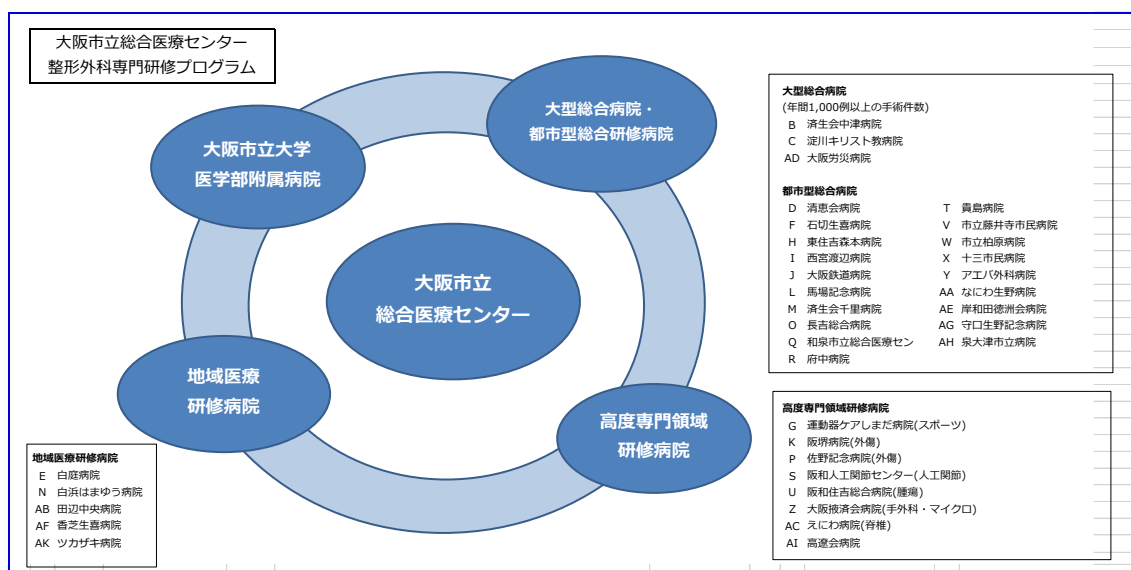 大阪市立総合医療センター
整形外科専門研修プログラム
大型総合病院・
都市型総合研修病院
大阪市立大学
医学部附属病院
大阪市立
総合医療センター
地域医療
研修病院
高度専門領域
研修病院
大型総合病院
(年間1,000例以上の手術件数)
B 済生会中津病院
C 淀川キリスト教病院
AD 大阪労災病院
都市型総合病院
D 清恵会病院 T 貴島病院
F 石切生喜病院 V 市立藤井寺市民病院
H 東住吉森本病院 W 市立柏原病院
I 西宮渡辺病院 X 十三市民病院
J 大阪鉄道病院 Y アエバ外科病院
L 馬場記念病院 AA なにわ生野病院
M 済生会千里病院 AE 岸和田徳洲会病院
O 長吉総合病院 AG 守口生野記念病院
Q 和泉市立総合医療セン AH 泉大津市立病院
R 府中病院
高度専門領域研修病院
G 運動器ケアしまだ病院(スポーツ)
K 阪堺病院(外傷)
P 佐野記念病院(外傷)
S 阪和人工関節センター(人工関節)
U 阪和住吉総合病院(腫瘍)
Z 大阪掖済会病院(手外科・マイクロ)
AC えにわ病院(脊椎)
AI 高遼会病院
地域医療研修病院
E 白庭病院
N 白浜はまゆう病院
AB 田辺中央病院
AF 香芝生喜病院
AK ツカザキ病院